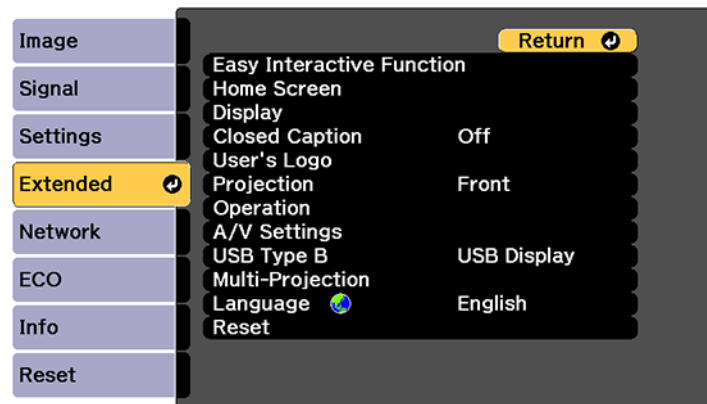 Image
Signal
Settings
Extended
Network
ECO
Info
Reset
Return
Easy Interactive Function
Home Screen
Display
Closed Caption Off
User's Logo
Projection Front
Operation
A/V Settings
USB Type B USB Display
Multi-Projection
Language English
Reset